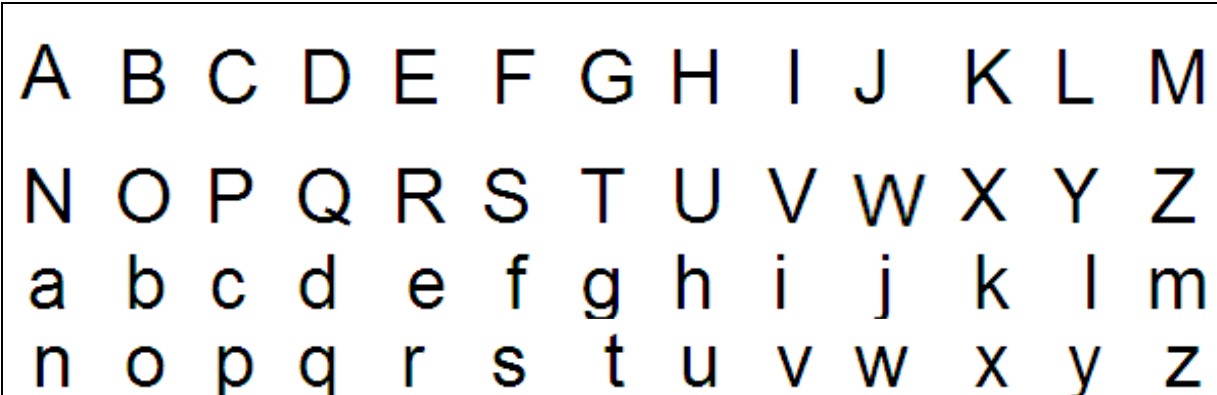 A B C D E F G H I J K L M
N O P Q R S T U V W X Y Z
a b c d e f g h i j k l m
n o p q r s t u v w x y z